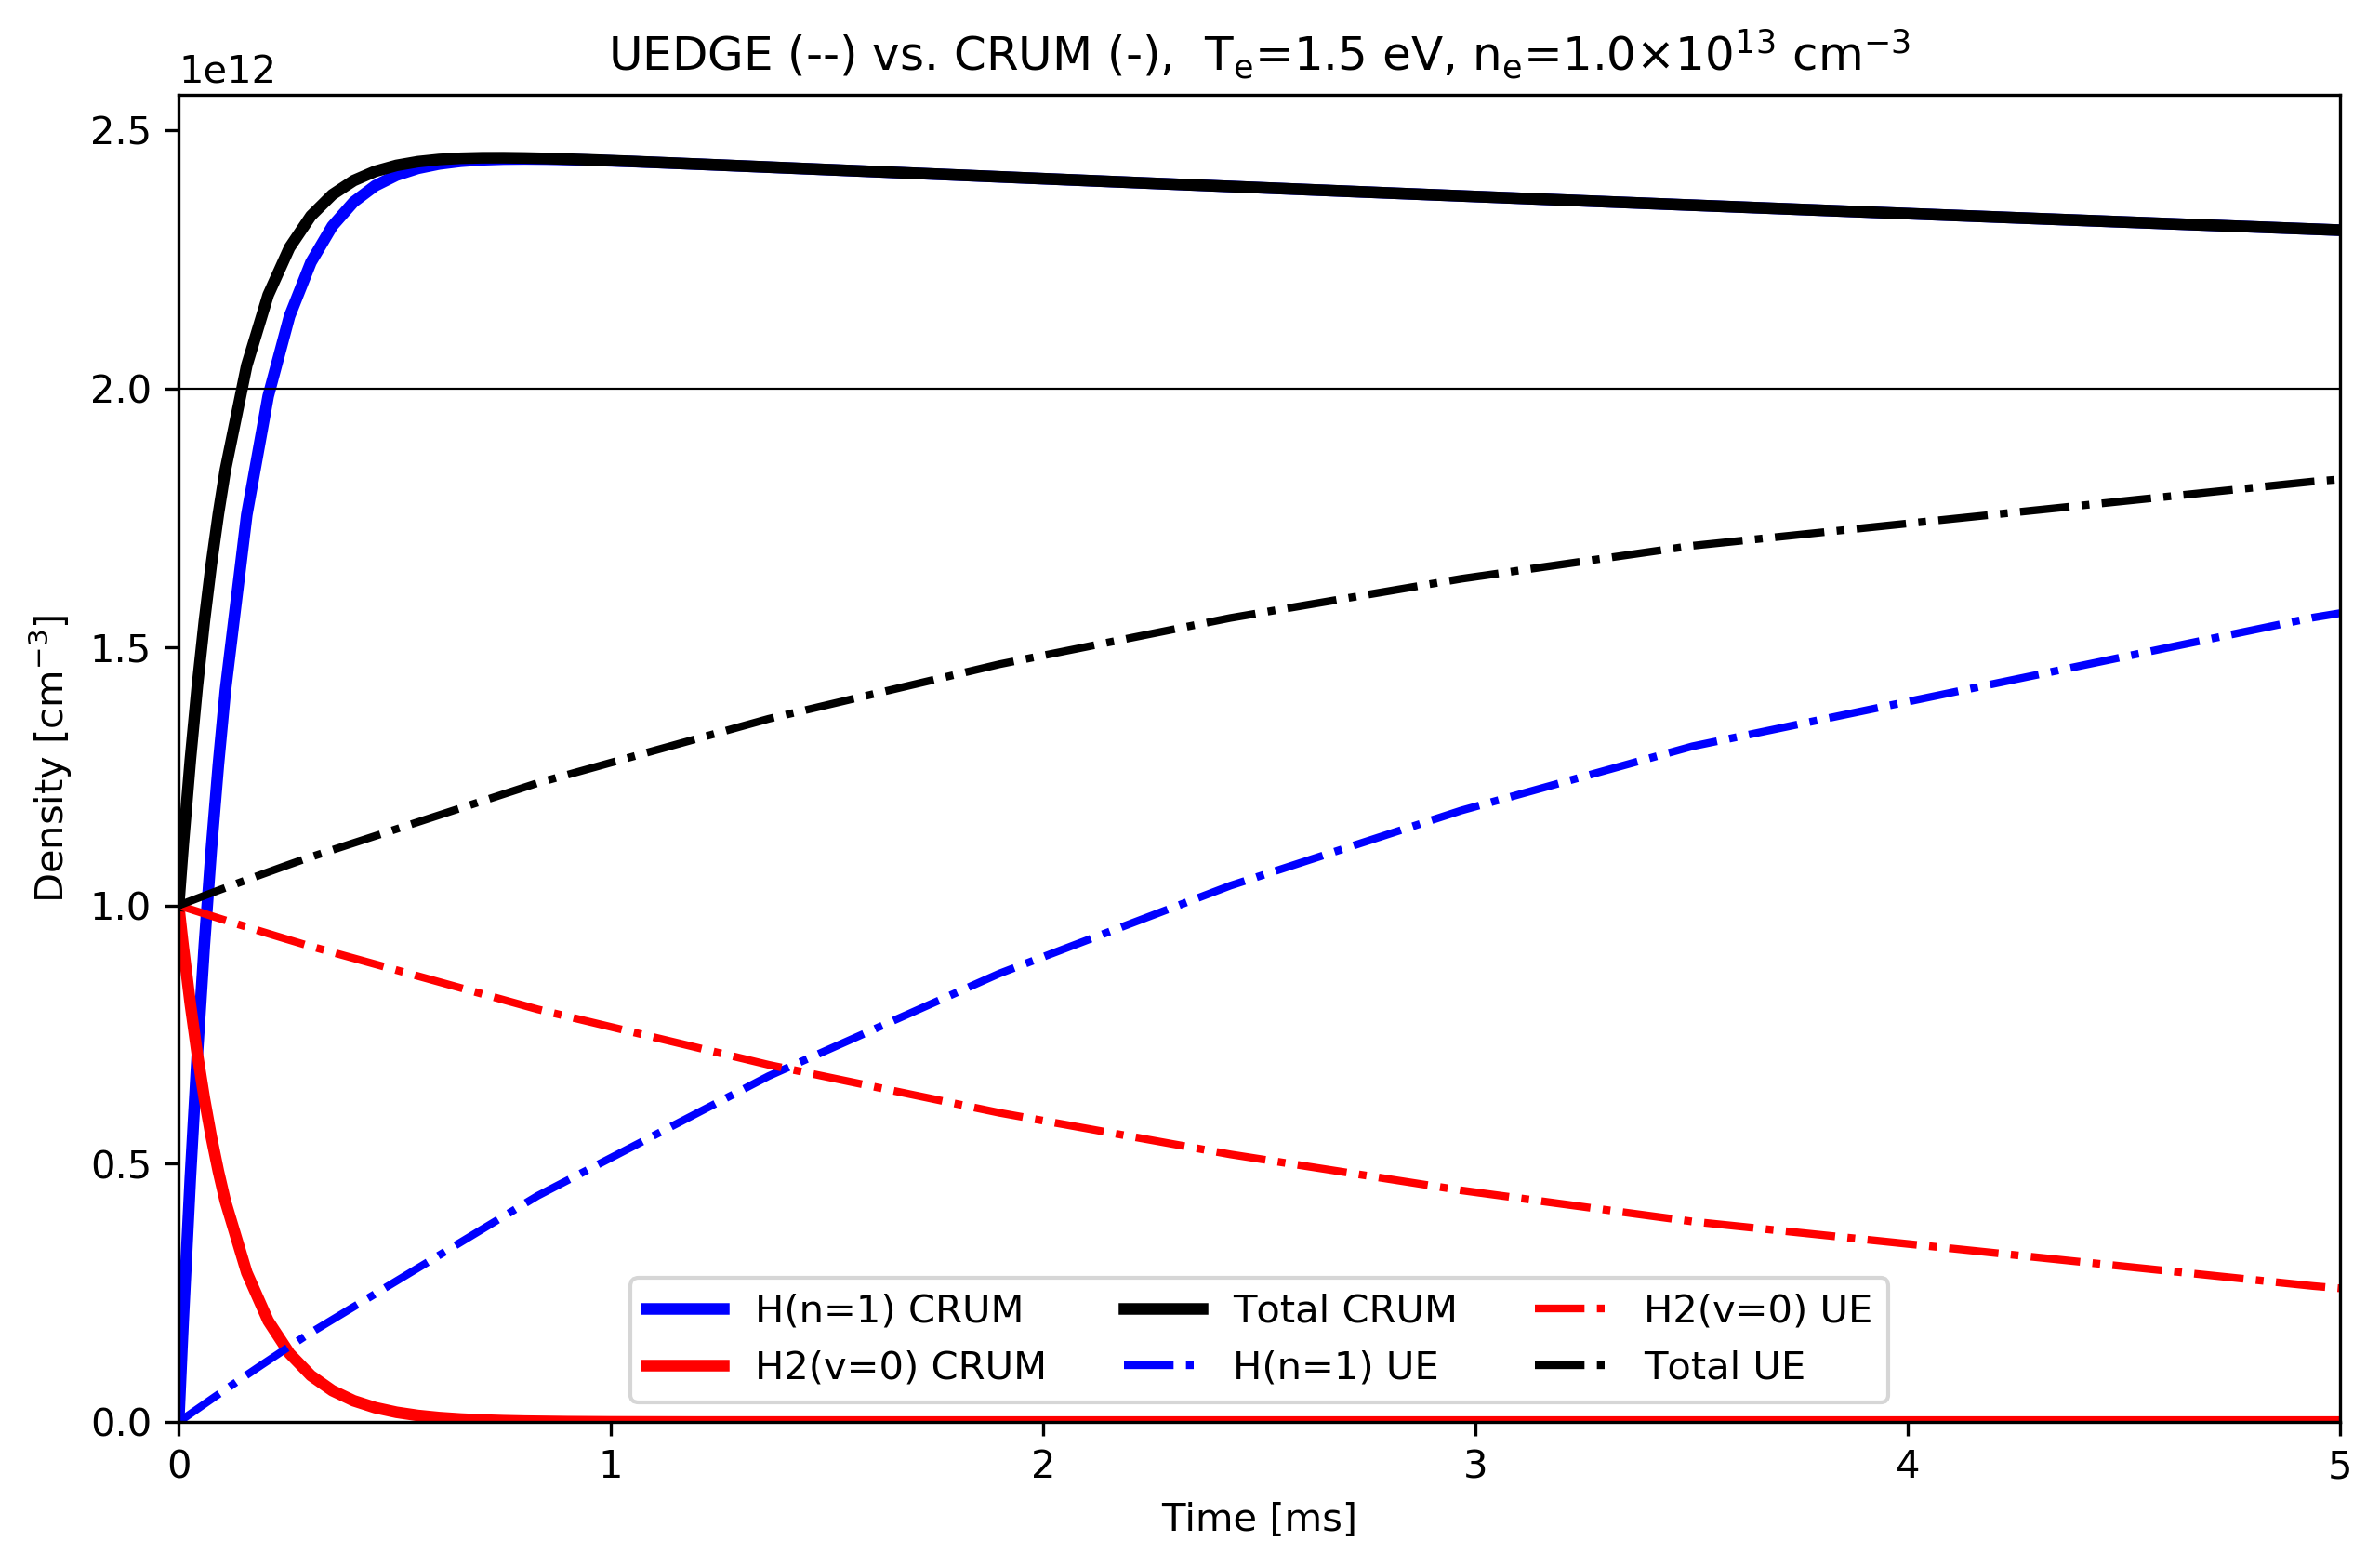 UEDGE (--) vs. CRUM (-),  Tₑ=1.5 eV, nₑ=1.0×10¹³ cm⁻³
1e12
2.5
2.0
1.5
1.0
0.5
0.0
Density [cm⁻³]
H(n=1) CRUM
H2(v=0) CRUM
Total CRUM
H(n=1) UE
H2(v=0) UE
Total UE
0 1 2 3 4 5
Time [ms]